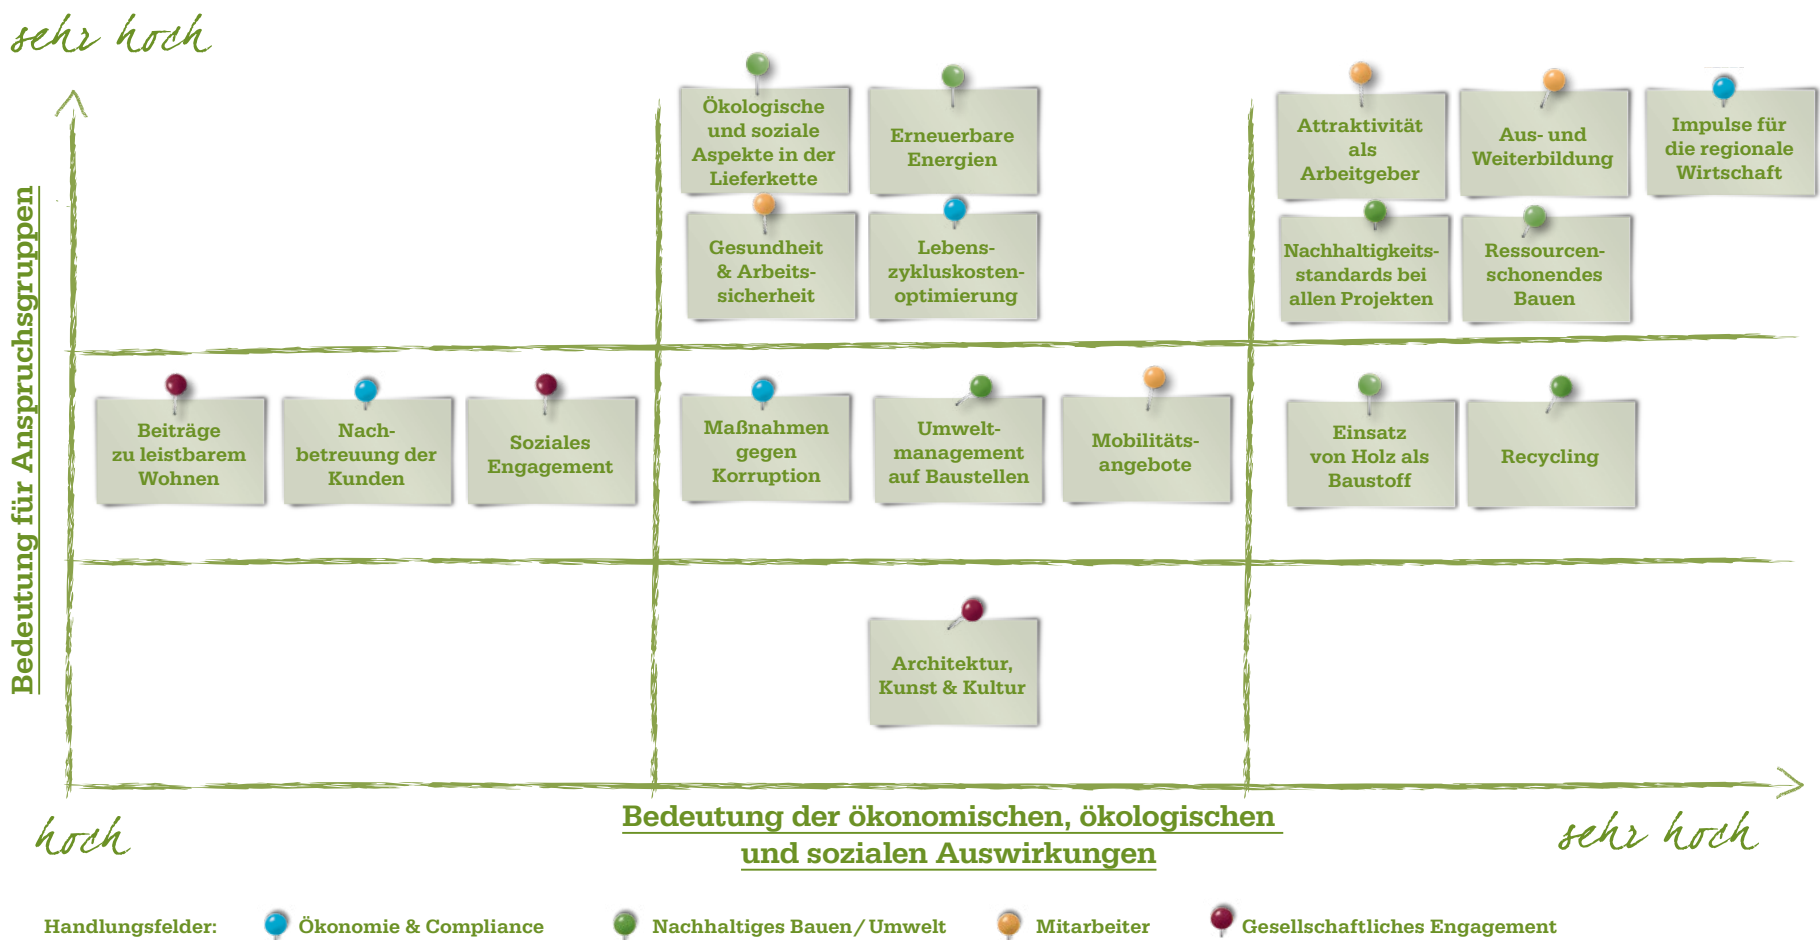 sehr hoch
Bedeutung für Anspruchsgruppen
Ökologische
und soziale
Aspekte in der
Lieferkette
Erneuerbare
Energien
Attraktivität
als
Arbeitgeber
Aus- und
Weiterbildung
Impulse für
die regionale
Wirtschaft
Gesundheit
& Arbeits-
sicherheit
Lebens-
zykluskosten-
optimierung
Nachhaltigkeits-
standards bei
allen Projekten
Ressourcen-
schonendes
Bauen
Beiträge
zu leistbarem
Wohnen
Nach-
betreuung der
Kunden
Soziales
Engagement
Maßnahmen
gegen
Korruption
Umwelt-
management
auf Baustellen
Mobilitäts-
angebote
Einsatz
von Holz als
Baustoff
Recycling
Architektur,
Kunst & Kultur
hoch
Bedeutung der ökonomischen, ökologischen
und sozialen Auswirkungen
sehr hoch
Handlungsfelder:
Ökonomie & Compliance
Nachhaltiges Bauen / Umwelt
Mitarbeiter
Gesellschaftliches Engagement